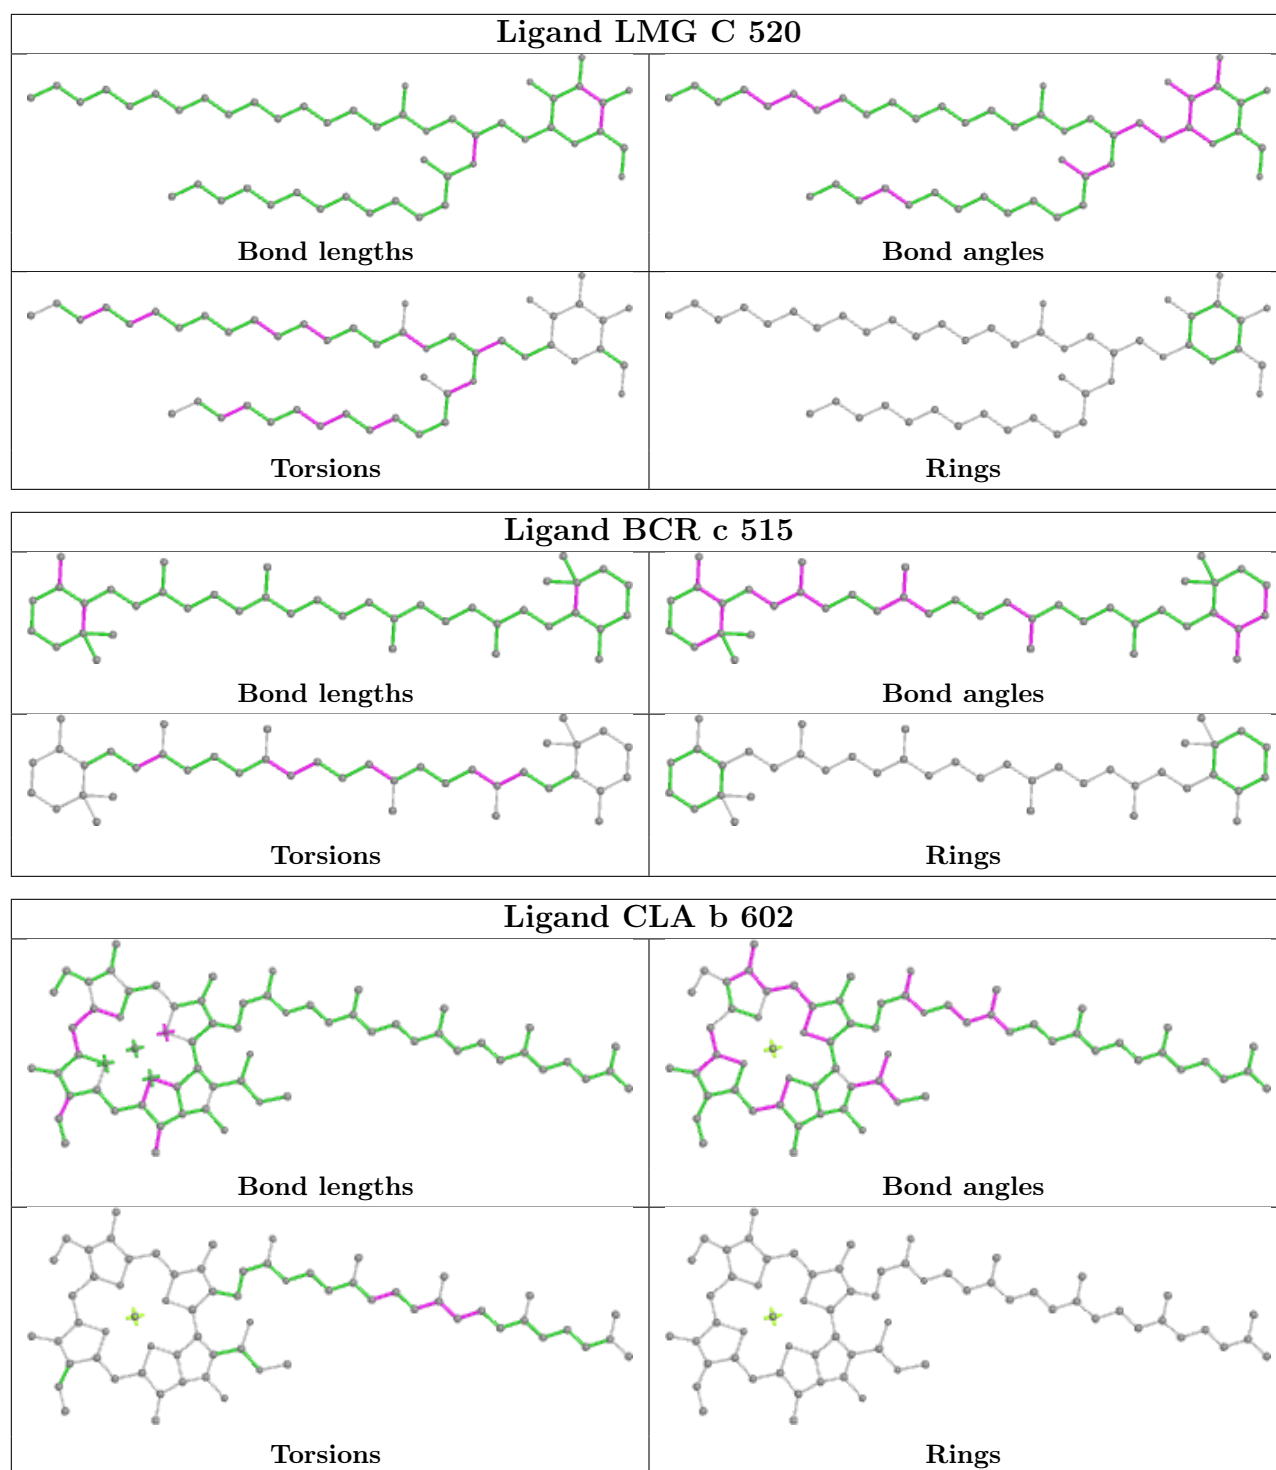 Ligand LMG C 520
Bond lengths
Bond angles
Torsions
Rings
Ligand BCR c 515
Bond lengths
Bond angles
Torsions
Rings
Ligand CLA b 602
Bond lengths
Bond angles
Torsions
Rings